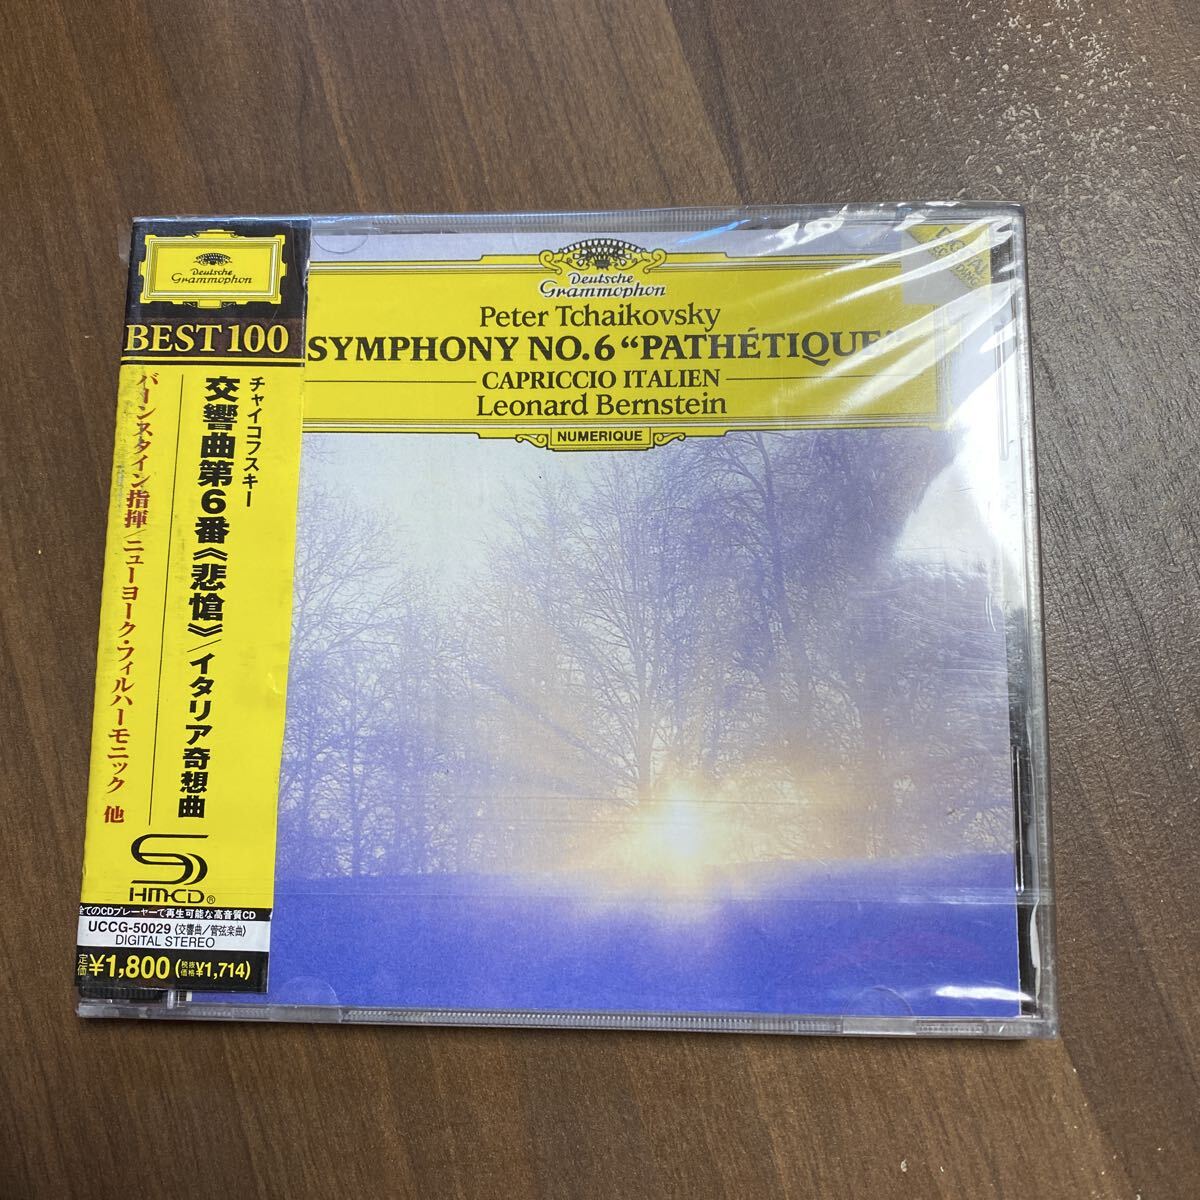 Deutsche
Grammophon
BEST 100
チャイコフスキー
交響曲第6番《悲愴》/イタリア奇想曲
バーンスタイン指揮/ニューヨーク・フィルハーモニック 他
SHM-CD®
全てのCDプレーヤーで再生可能な高音質CD
UCCG-50029 (交響曲/管弦楽曲)
DIGITAL STEREO
定価 ¥1,800 (税抜価格 ¥1,714)
Deutsche
Grammophon
Peter Tchaikovsky
SYMPHONY NO.6 “PATHÉTIQUE”
CAPRICCIO ITALIEN
Leonard Bernstein
NUMERIQUE